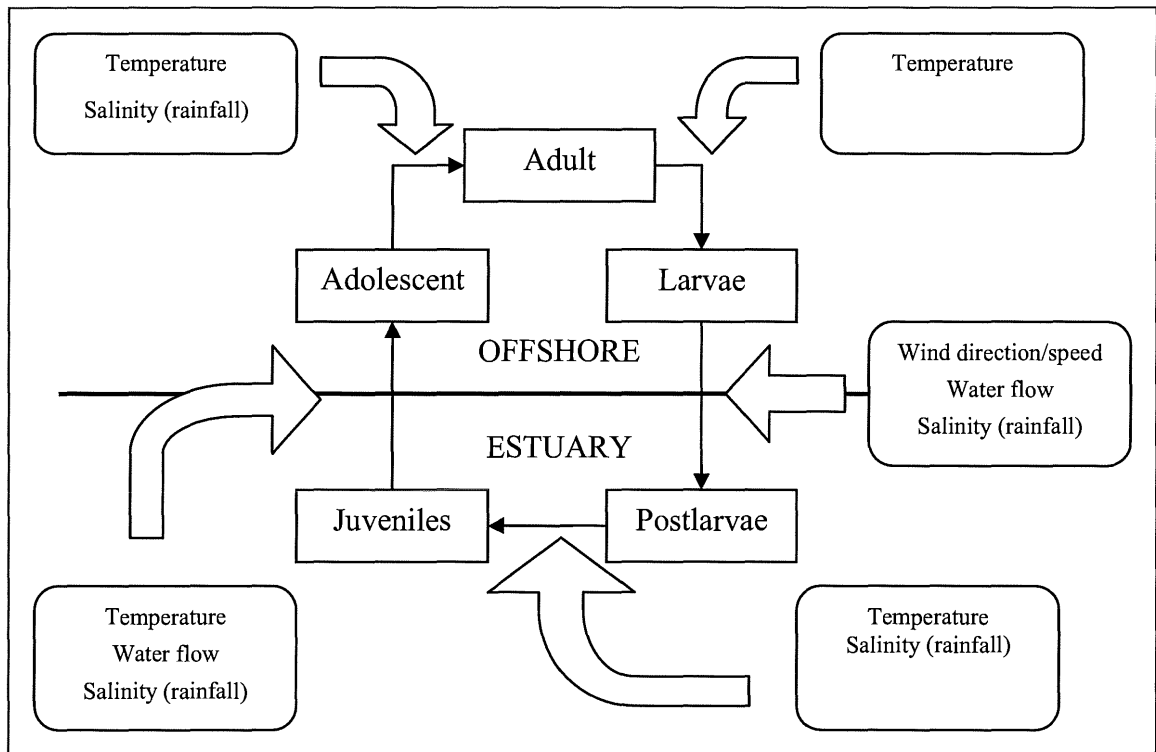 Temperature
Salinity (rainfall)
Temperature
Adult
Adolescent
Larvae
OFFSHORE
Wind direction/speed
Water flow
Salinity (rainfall)
ESTUARY
Juveniles
Postlarvae
Temperature
Water flow
Salinity (rainfall)
Temperature
Salinity (rainfall)